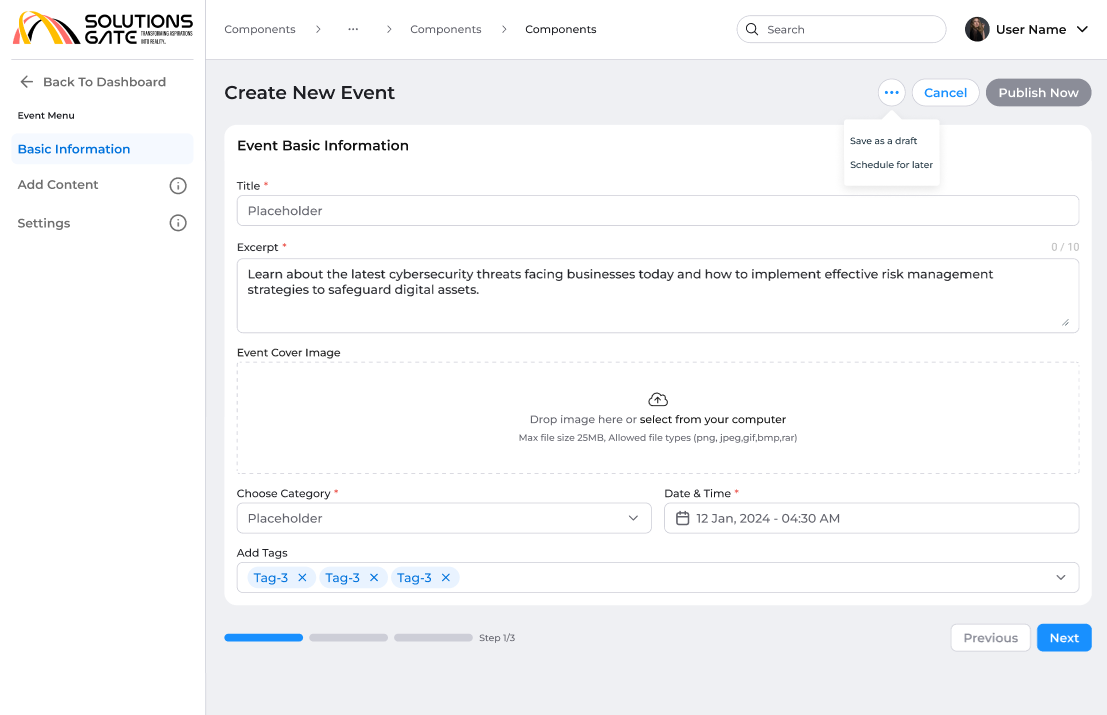 SOLUTIONS
GATE
TRANSFORMING ASPIRATIONS
INTO REALITY.
Components > ··· > Components > Components
Search
User Name
Back To Dashboard
Event Menu
Basic Information
Add Content
Settings
Create New Event
Cancel
Publish Now
Save as a draft
Schedule for later
Event Basic Information
Title *
Placeholder
Excerpt *
0 / 10
Learn about the latest cybersecurity threats facing businesses today and how to implement effective risk management
strategies to safeguard digital assets.
Event Cover Image
Drop image here or select from your computer
Max file size 25MB, Allowed file types (png, jpeg,gif,bmp,rar)
Choose Category *
Placeholder
Date & Time *
12 Jan, 2024 - 04:30 AM
Add Tags
Tag-3 Tag-3 Tag-3
Step 1/3
Previous
Next